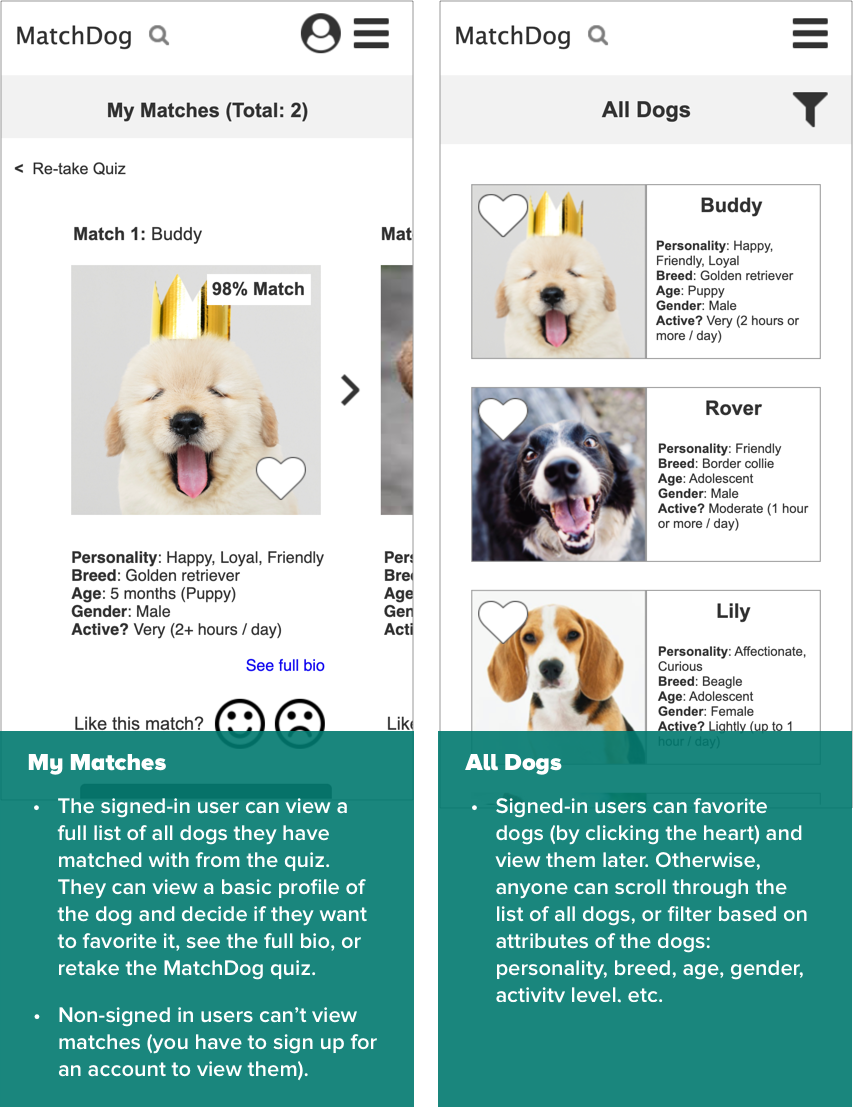 MatchDog
My Matches (Total: 2)
< Re-take Quiz
Match 1: Buddy
Mat
98% Match
Personality: Happy, Loyal, Friendly
Breed: Golden retriever
Age: 5 months (Puppy)
Gender: Male
Active? Very (2+ hours / day)
Pers
Bree
Age
Gen
Acti
See full bio
Like this match?
Like
My Matches
• The signed-in user can view a
full list of all dogs they have
matched with from the quiz.
They can view a basic profile of
the dog and decide if they want
to favorite it, see the full bio, or
retake the MatchDog quiz.
• Non-signed in users can’t view
matches (you have to sign up for
an account to view them).
MatchDog
All Dogs
Buddy
Personality: Happy,
Friendly, Loyal
Breed: Golden retriever
Age: Puppy
Gender: Male
Active? Very (2 hours or
more / day)
Rover
Personality: Friendly
Breed: Border collie
Age: Adolescent
Gender: Male
Active? Moderate (1 hour
or more / day)
Lily
Personality: Affectionate,
Curious
Breed: Beagle
Age: Adolescent
Gender: Female
Active? Lightly (up to 1
hour / day)
All Dogs
• Signed-in users can favorite
dogs (by clicking the heart) and
view them later. Otherwise,
anyone can scroll through the
list of all dogs, or filter based on
attributes of the dogs:
personality, breed, age, gender,
activity level, etc.